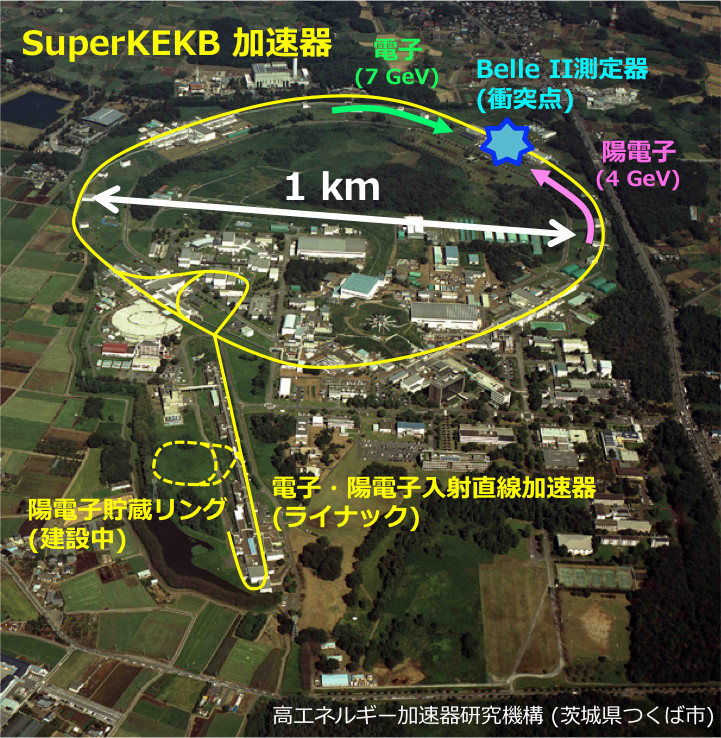 SuperKEKB 加速器
電子
(7 GeV)
Belle II測定器
(衝突点)
陽電子
(4 GeV)
1 km
陽電子貯蔵リング
(建設中)
電子・陽電子入射直線加速器
(ライナック)
高エネルギー加速器研究機構 (茨城県つくば市)